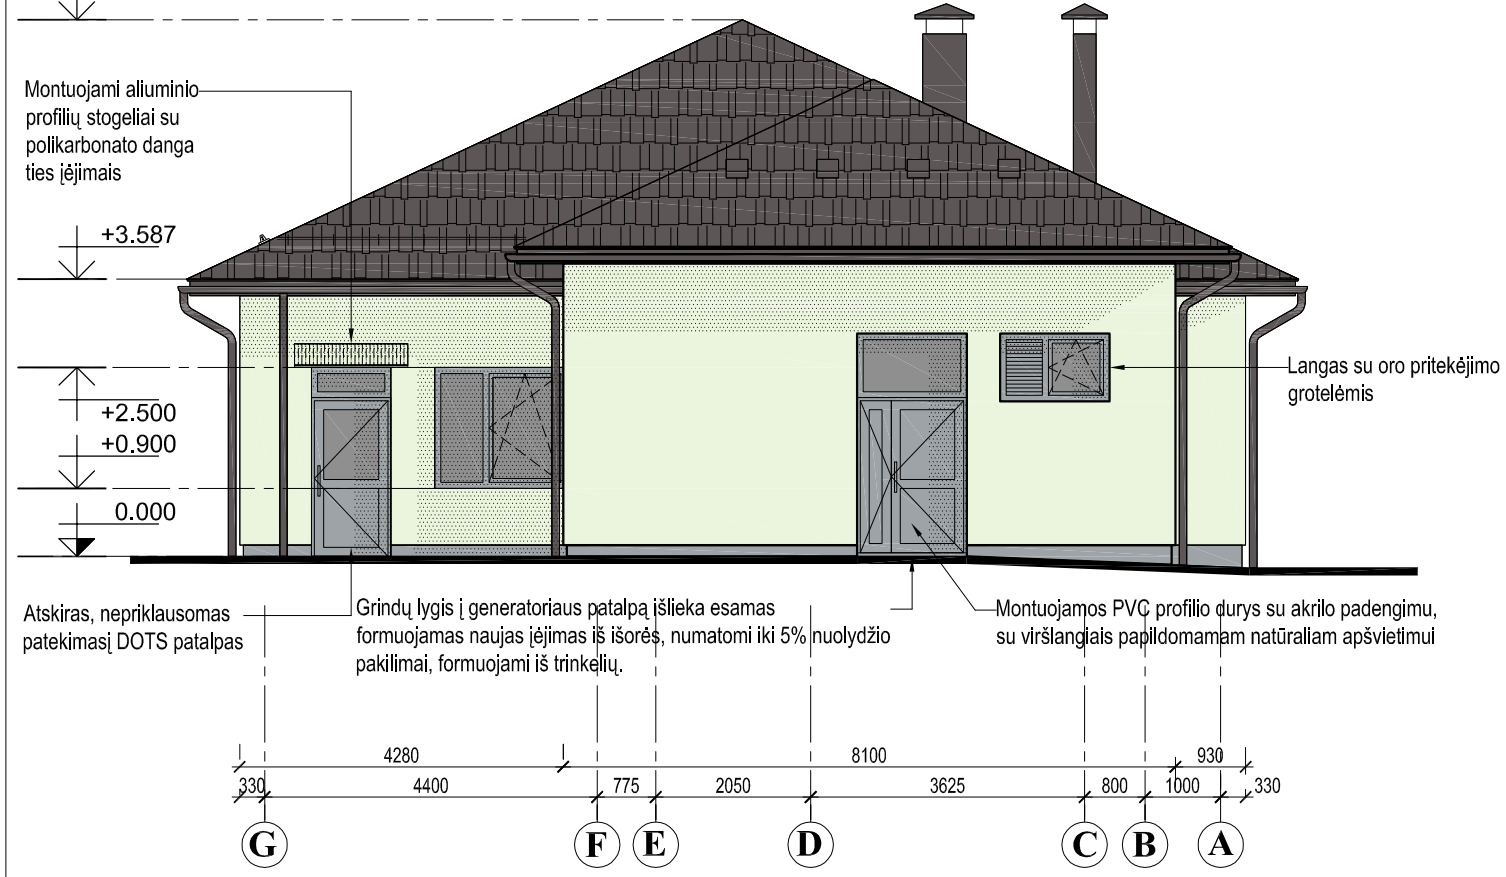 Montuojami aliuminio
profilių stogeliai su
polikarbonato danga
ties įėjimais
+3.587
+2.500
+0.900
0.000
Langas su oro pritekėjimo
grotelėmis
Atskiras, nepriklausomas
patekimasį DOTS patalpas
Grindų lygis į generatoriaus patalpą išlieka esamas
formuojamas naujas įėjimas iš išorės, numatomi iki 5% nuolydžio
pakilimai, formuojami iš trinkelių.
Montuojamos PVC profilio durys su akrilo padengimu,
su viršlangiais papildomamam natūraliam apšvietimui
4280 8100 930
330 4400 775 2050 3625 800 1000 330
G F E D C B A